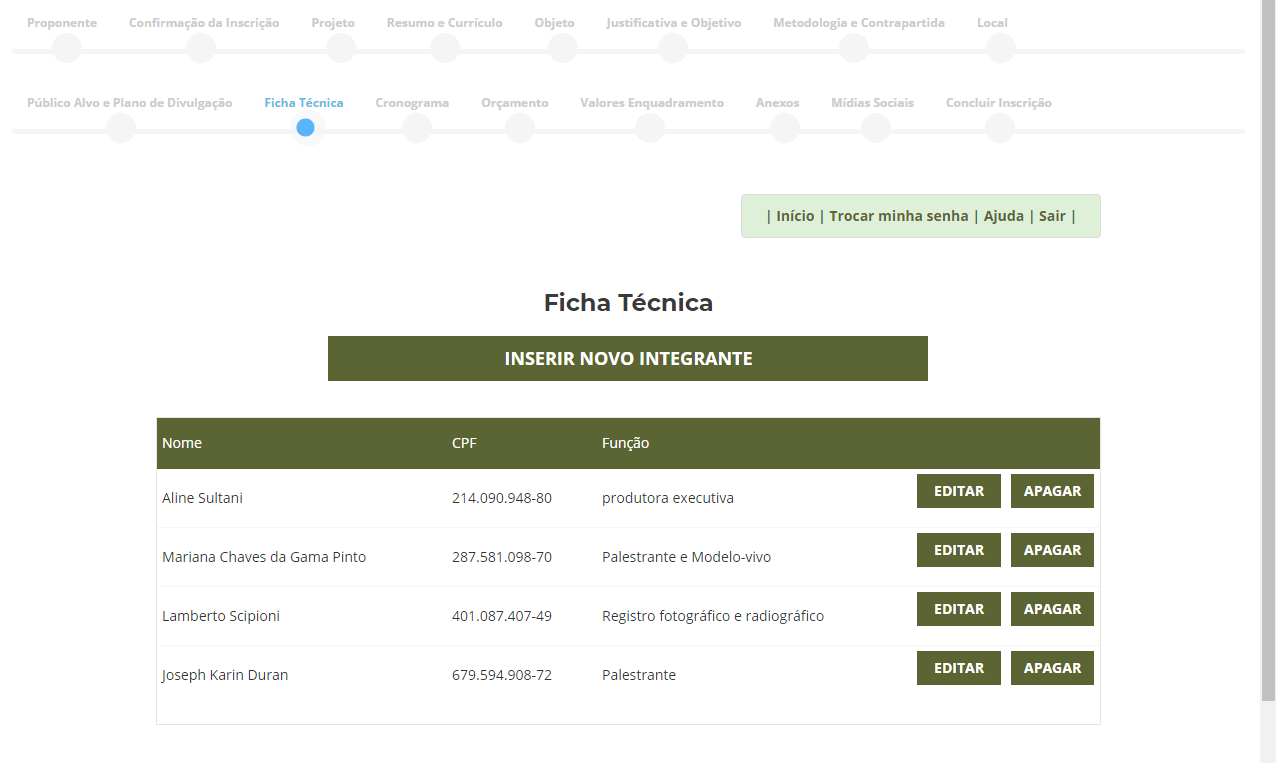 Proponente Confirmação da Inscrição Projeto Resumo e Currículo Objeto Justificativa e Objetivo Metodologia e Contrapartida Local
Público Alvo e Plano de Divulgação Ficha Técnica Cronograma Orçamento Valores Enquadramento Anexos Mídias Sociais Concluir Inscrição
| Início | Trocar minha senha | Ajuda | Sair |
Ficha Técnica
INSERIR NOVO INTEGRANTE
Nome CPF Função
Aline Sultani 214.090.948-80 produtora executiva EDITAR APAGAR
Mariana Chaves da Gama Pinto 287.581.098-70 Palestrante e Modelo-vivo EDITAR APAGAR
Lamberto Scipioni 401.087.407-49 Registro fotográfico e radiográfico EDITAR APAGAR
Joseph Karin Duran 679.594.908-72 Palestrante EDITAR APAGAR